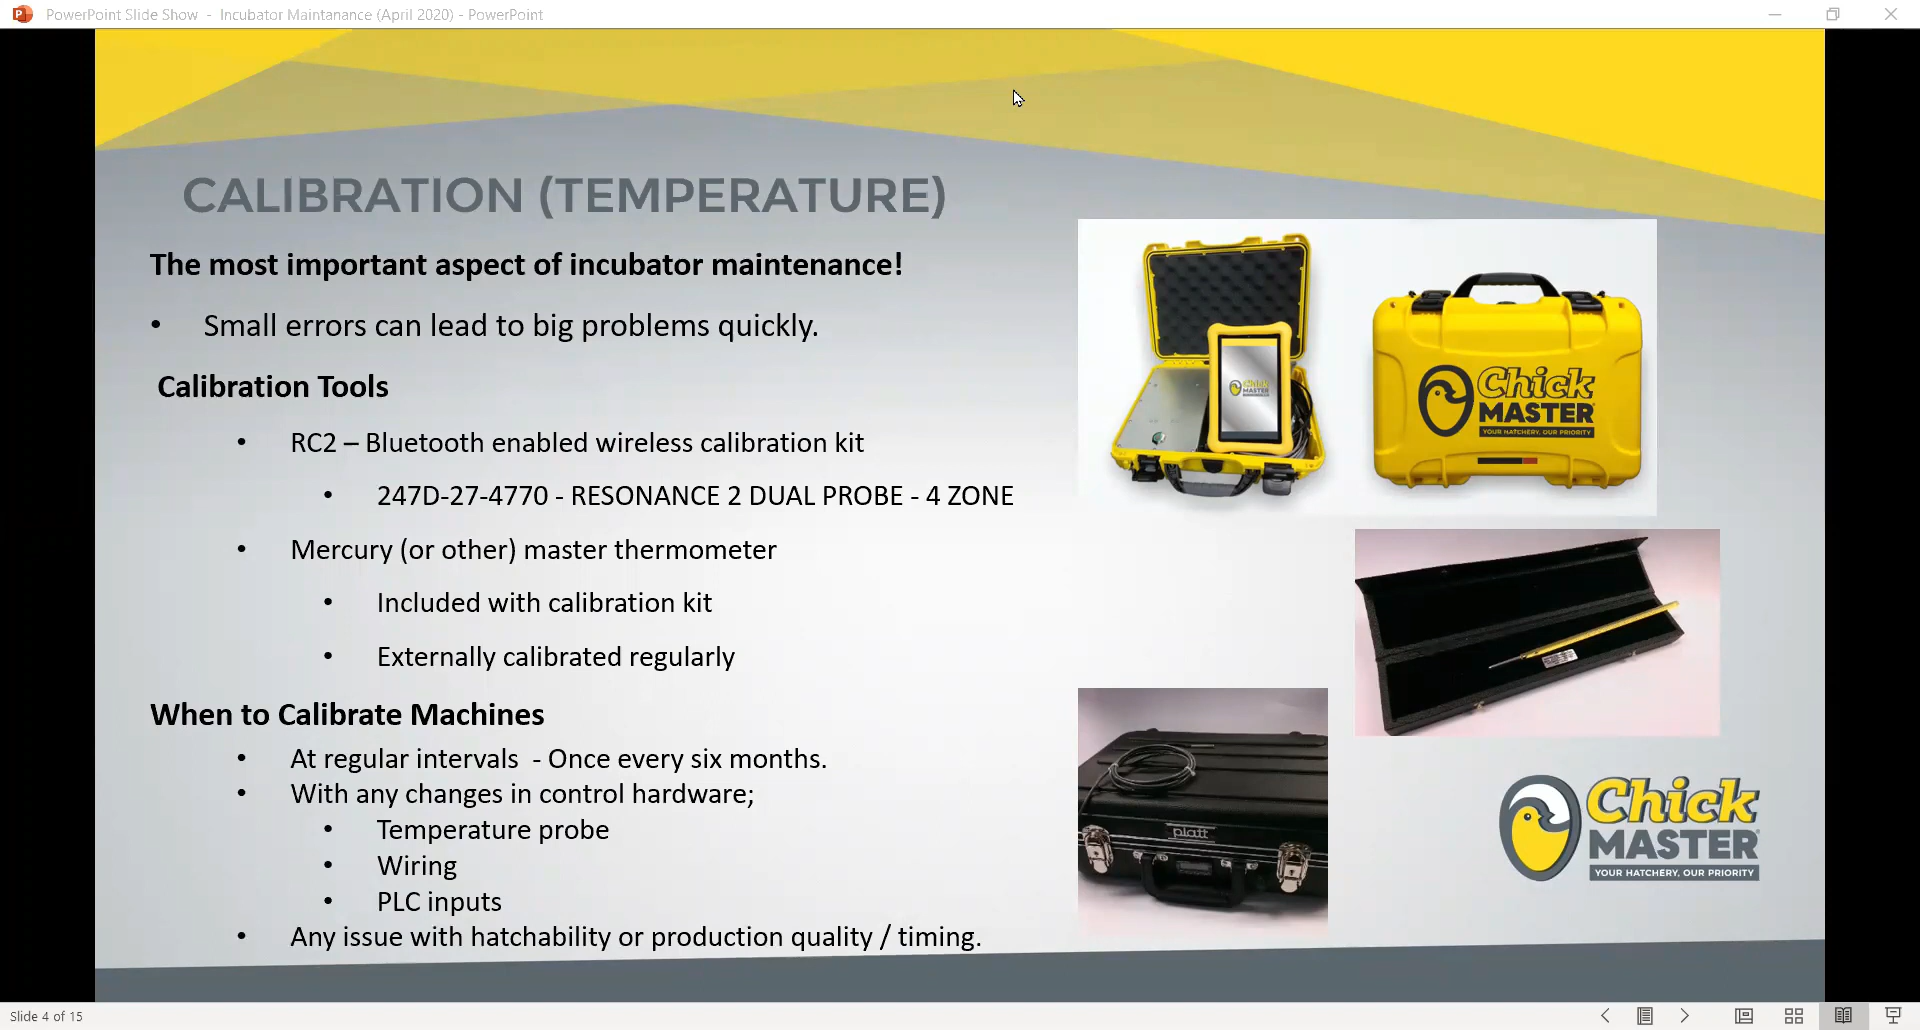 PowerPoint Slide Show - Incubator Maintanance (April 2020) - PowerPoint
CALIBRATION (TEMPERATURE)
The most important aspect of incubator maintenance!
• Small errors can lead to big problems quickly.
Calibration Tools
• RC2 – Bluetooth enabled wireless calibration kit
• 247D-27-4770 - RESONANCE 2 DUAL PROBE - 4 ZONE
• Mercury (or other) master thermometer
• Included with calibration kit
• Externally calibrated regularly
When to Calibrate Machines
• At regular intervals - Once every six months.
• With any changes in control hardware;
• Temperature probe
• Wiring
• PLC inputs
• Any issue with hatchability or production quality / timing.
Chick
MASTER
Chick
MASTER
YOUR HATCHERY, OUR PRIORITY
platt
Chick
MASTER
YOUR HATCHERY, OUR PRIORITY
Slide 4 of 15